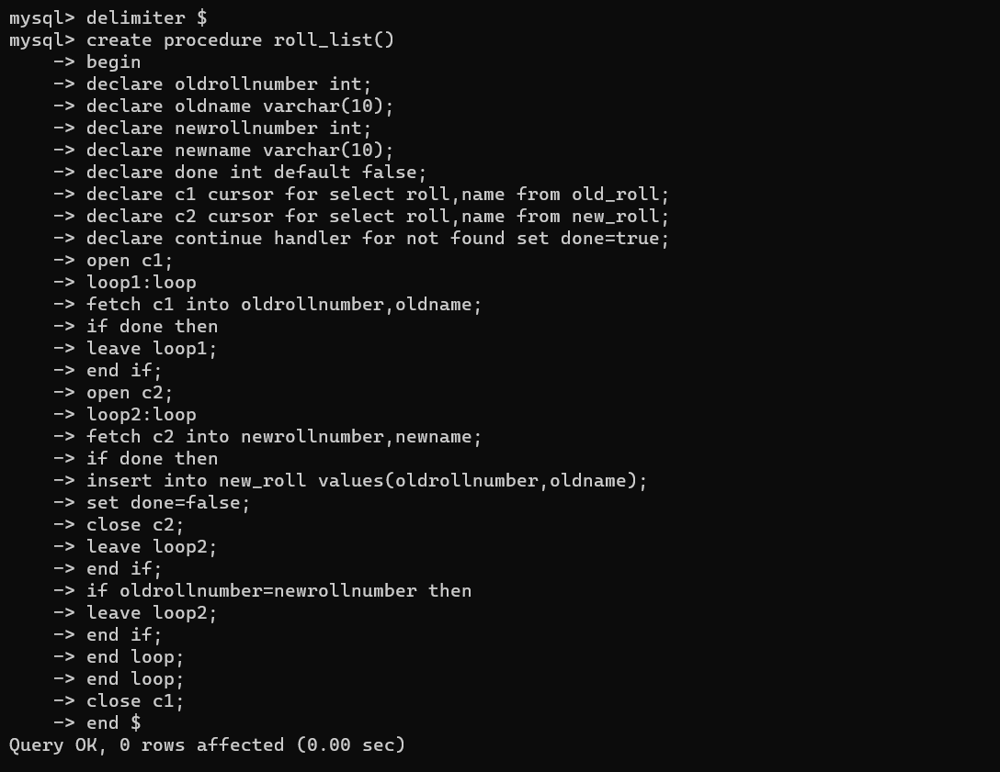 mysql> delimiter $
mysql> create procedure roll_list()
    -> begin
    -> declare oldrollnumber int;
    -> declare oldname varchar(10);
    -> declare newrollnumber int;
    -> declare newname varchar(10);
    -> declare done int default false;
    -> declare c1 cursor for select roll,name from old_roll;
    -> declare c2 cursor for select roll,name from new_roll;
    -> declare continue handler for not found set done=true;
    -> open c1;
    -> loop1:loop
    -> fetch c1 into oldrollnumber,oldname;
    -> if done then
    -> leave loop1;
    -> end if;
    -> open c2;
    -> loop2:loop
    -> fetch c2 into newrollnumber,newname;
    -> if done then
    -> insert into new_roll values(oldrollnumber,oldname);
    -> set done=false;
    -> close c2;
    -> leave loop2;
    -> end if;
    -> if oldrollnumber=newrollnumber then
    -> leave loop2;
    -> end if;
    -> end loop;
    -> end loop;
    -> close c1;
    -> end $
Query OK, 0 rows affected (0.00 sec)